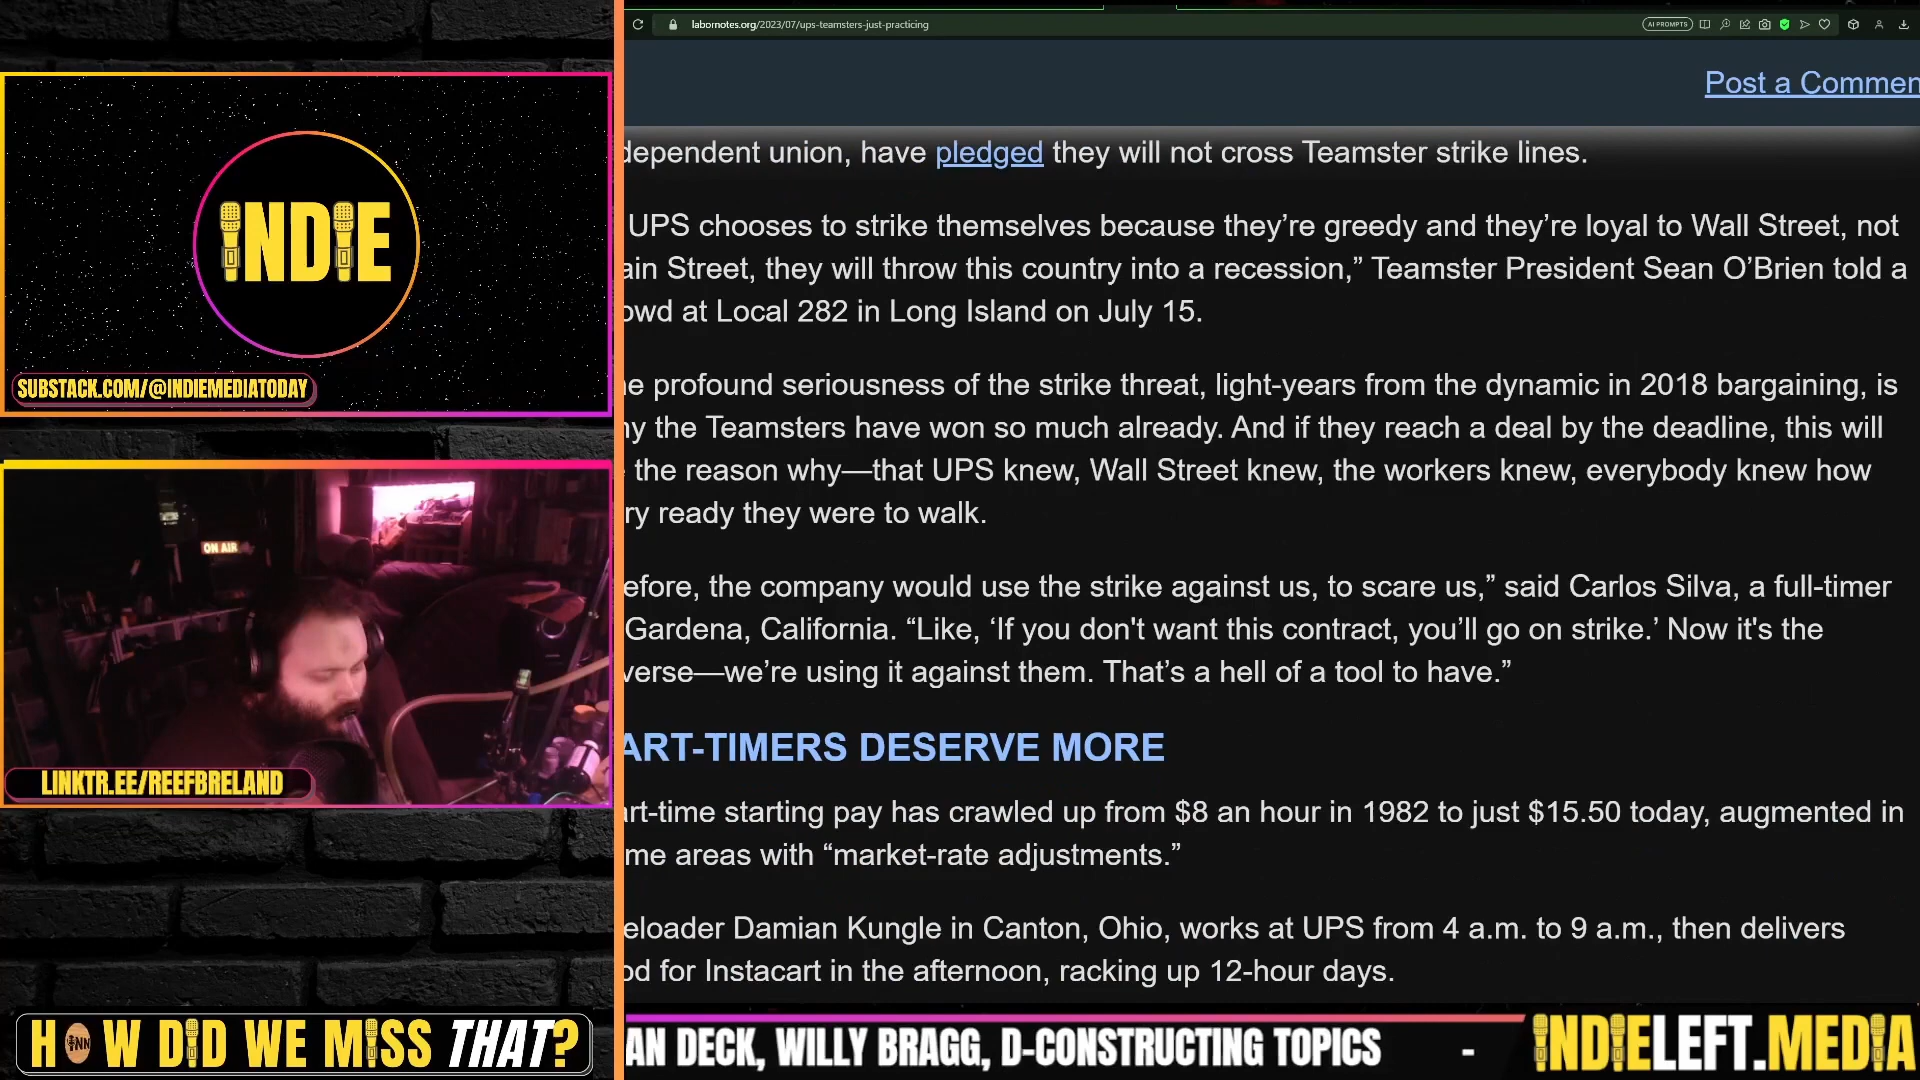 labornotes.org/2023/07/ups-teamsters-just-practicing
AI PROMPTS
Post a Commen
dependent union, have pledged they will not cross Teamster strike lines.
UPS chooses to strike themselves because they’re greedy and they’re loyal to Wall Street, not
ain Street, they will throw this country into a recession,” Teamster President Sean O’Brien told a
owd at Local 282 in Long Island on July 15.
e profound seriousness of the strike threat, light-years from the dynamic in 2018 bargaining, is
y the Teamsters have won so much already. And if they reach a deal by the deadline, this will
the reason why—that UPS knew, Wall Street knew, the workers knew, everybody knew how
ry ready they were to walk.
efore, the company would use the strike against us, to scare us,” said Carlos Silva, a full-timer
Gardena, California. “Like, ‘If you don't want this contract, you’ll go on strike.’ Now it's the
verse—we’re using it against them. That’s a hell of a tool to have.”
ART-TIMERS DESERVE MORE
art-time starting pay has crawled up from $8 an hour in 1982 to just $15.50 today, augmented in
me areas with “market-rate adjustments.”
eloader Damian Kungle in Canton, Ohio, works at UPS from 4 a.m. to 9 a.m., then delivers
od for Instacart in the afternoon, racking up 12-hour days.
INDIE
SUBSTACK.COM/@INDIEMEDIATODAY
ON AIR
LINKTR.EE/REEFBRELAND
HOW DID WE MISS THAT?
AN DECK, WILLY BRAGG, D-CONSTRUCTING TOPICS -
INDIELEFT.MEDIA